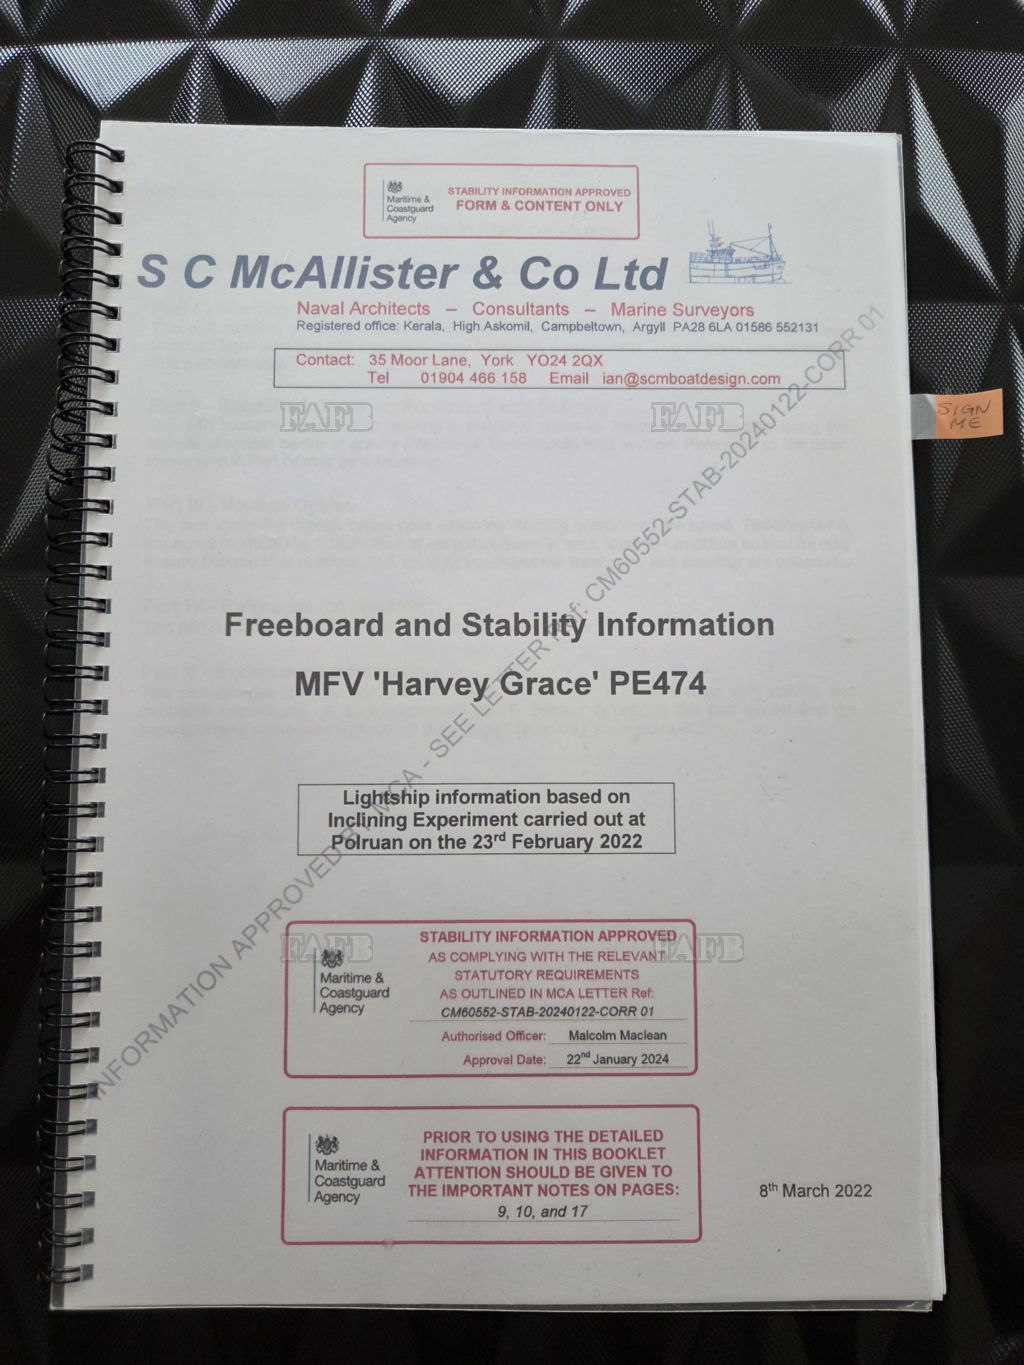 Maritime &
Coastguard
Agency
STABILITY INFORMATION APPROVED
FORM & CONTENT ONLY
S C McAllister & Co Ltd
Naval Architects – Consultants – Marine Surveyors
Registered office: Kerala, High Askomil, Campbeltown, Argyll PA28 6LA 01586 552131
Contact: 35 Moor Lane, York YO24 2QX
Tel 01904 466 158 Email ian@scmboatdesign.com
SIGN
ME
FAFB FAFB
Freeboard and Stability Information
MFV 'Harvey Grace' PE474
INFORMATION APPROVED BY MCA - SEE LETTER Ref: CM60552-STAB-20240122-CORR 01
Lightship information based on
Inclining Experiment carried out at
Polruan on the 23rd February 2022
FAFB FAFB
Maritime &
Coastguard
Agency
STABILITY INFORMATION APPROVED
AS COMPLYING WITH THE RELEVANT
STATUTORY REQUIREMENTS
AS OUTLINED IN MCA LETTER Ref:
CM60552-STAB-20240122-CORR 01
Authorised Officer: Malcolm Maclean
Approval Date: 22nd January 2024
Maritime &
Coastguard
Agency
PRIOR TO USING THE DETAILED
INFORMATION IN THIS BOOKLET
ATTENTION SHOULD BE GIVEN TO
THE IMPORTANT NOTES ON PAGES:
9, 10, and 17
8th March 2022